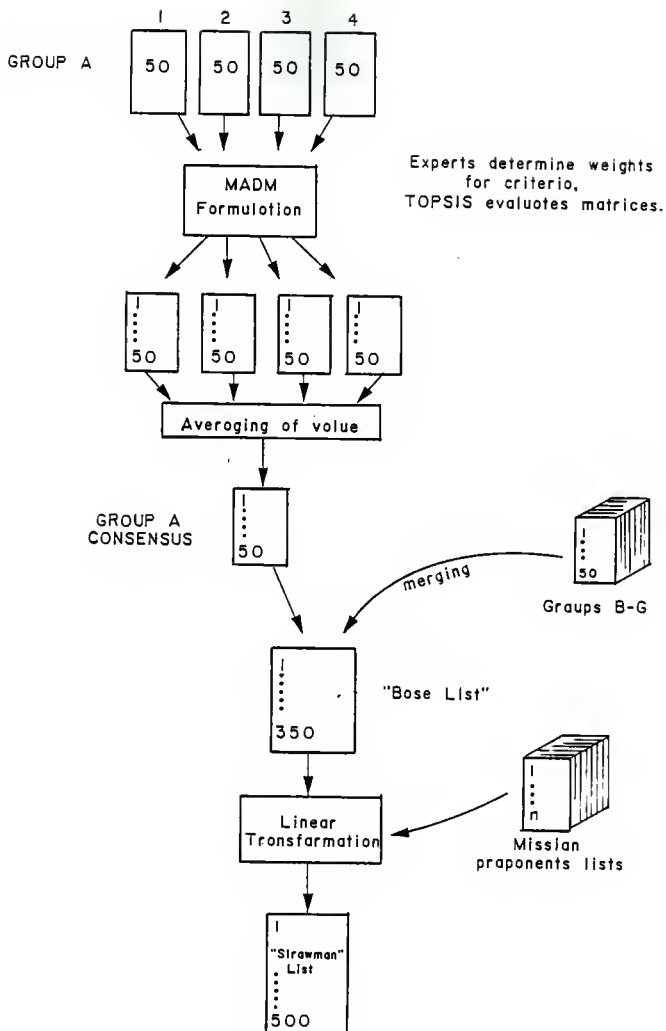 1 2 3 4
GROUP A
50 50 50 50
MADM
Formulotion
Experts determine weights
for criterio,
TOPSIS evaluotes matrices.
1 1 1 1
50 50 50 50
Averoging of volue
GROUP A
CONSENSUS
1
50
merging
1
50
Graups B-G
1
350
"Bose List"
Linear
Tronsfarmation
1
n
Missian
praponents lists
1
"Strawman"
List
500